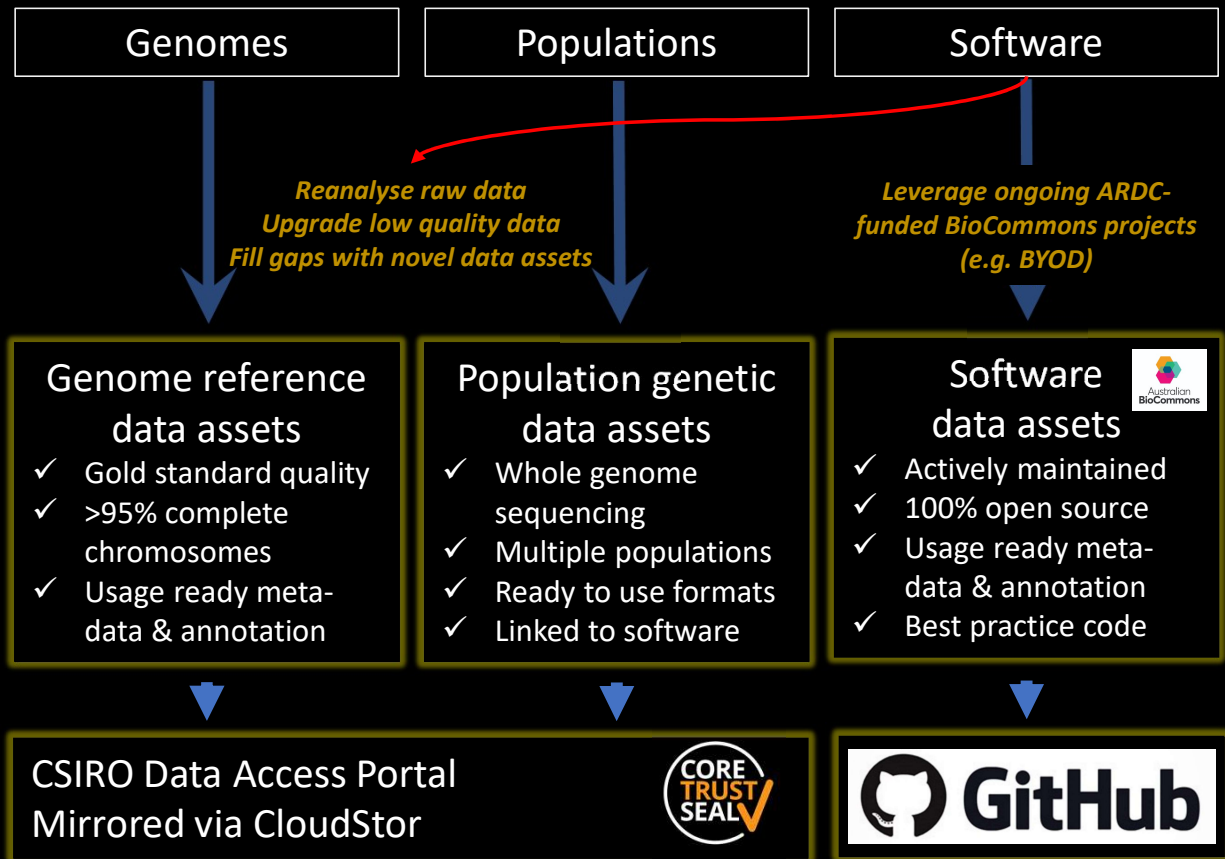 Genomes
Populations
Software
Reanalyse raw data
Upgrade low quality data
Fill gaps with novel data assets
Leverage ongoing ARDC-
funded BioCommons projects
(e.g. BYOD)
Genome reference
data assets
✓ Gold standard quality
✓ >95% complete
chromosomes
✓ Usage ready meta-
data & annotation
Population genetic
data assets
✓ Whole genome
sequencing
✓ Multiple populations
✓ Ready to use formats
✓ Linked to software
Software
data assets
Australian
BioCommons
✓ Actively maintained
✓ 100% open source
✓ Usage ready meta-
data & annotation
✓ Best practice code
CSIRO Data Access Portal
Mirrored via CloudStor
CORE
TRUST
SEAL
GitHub